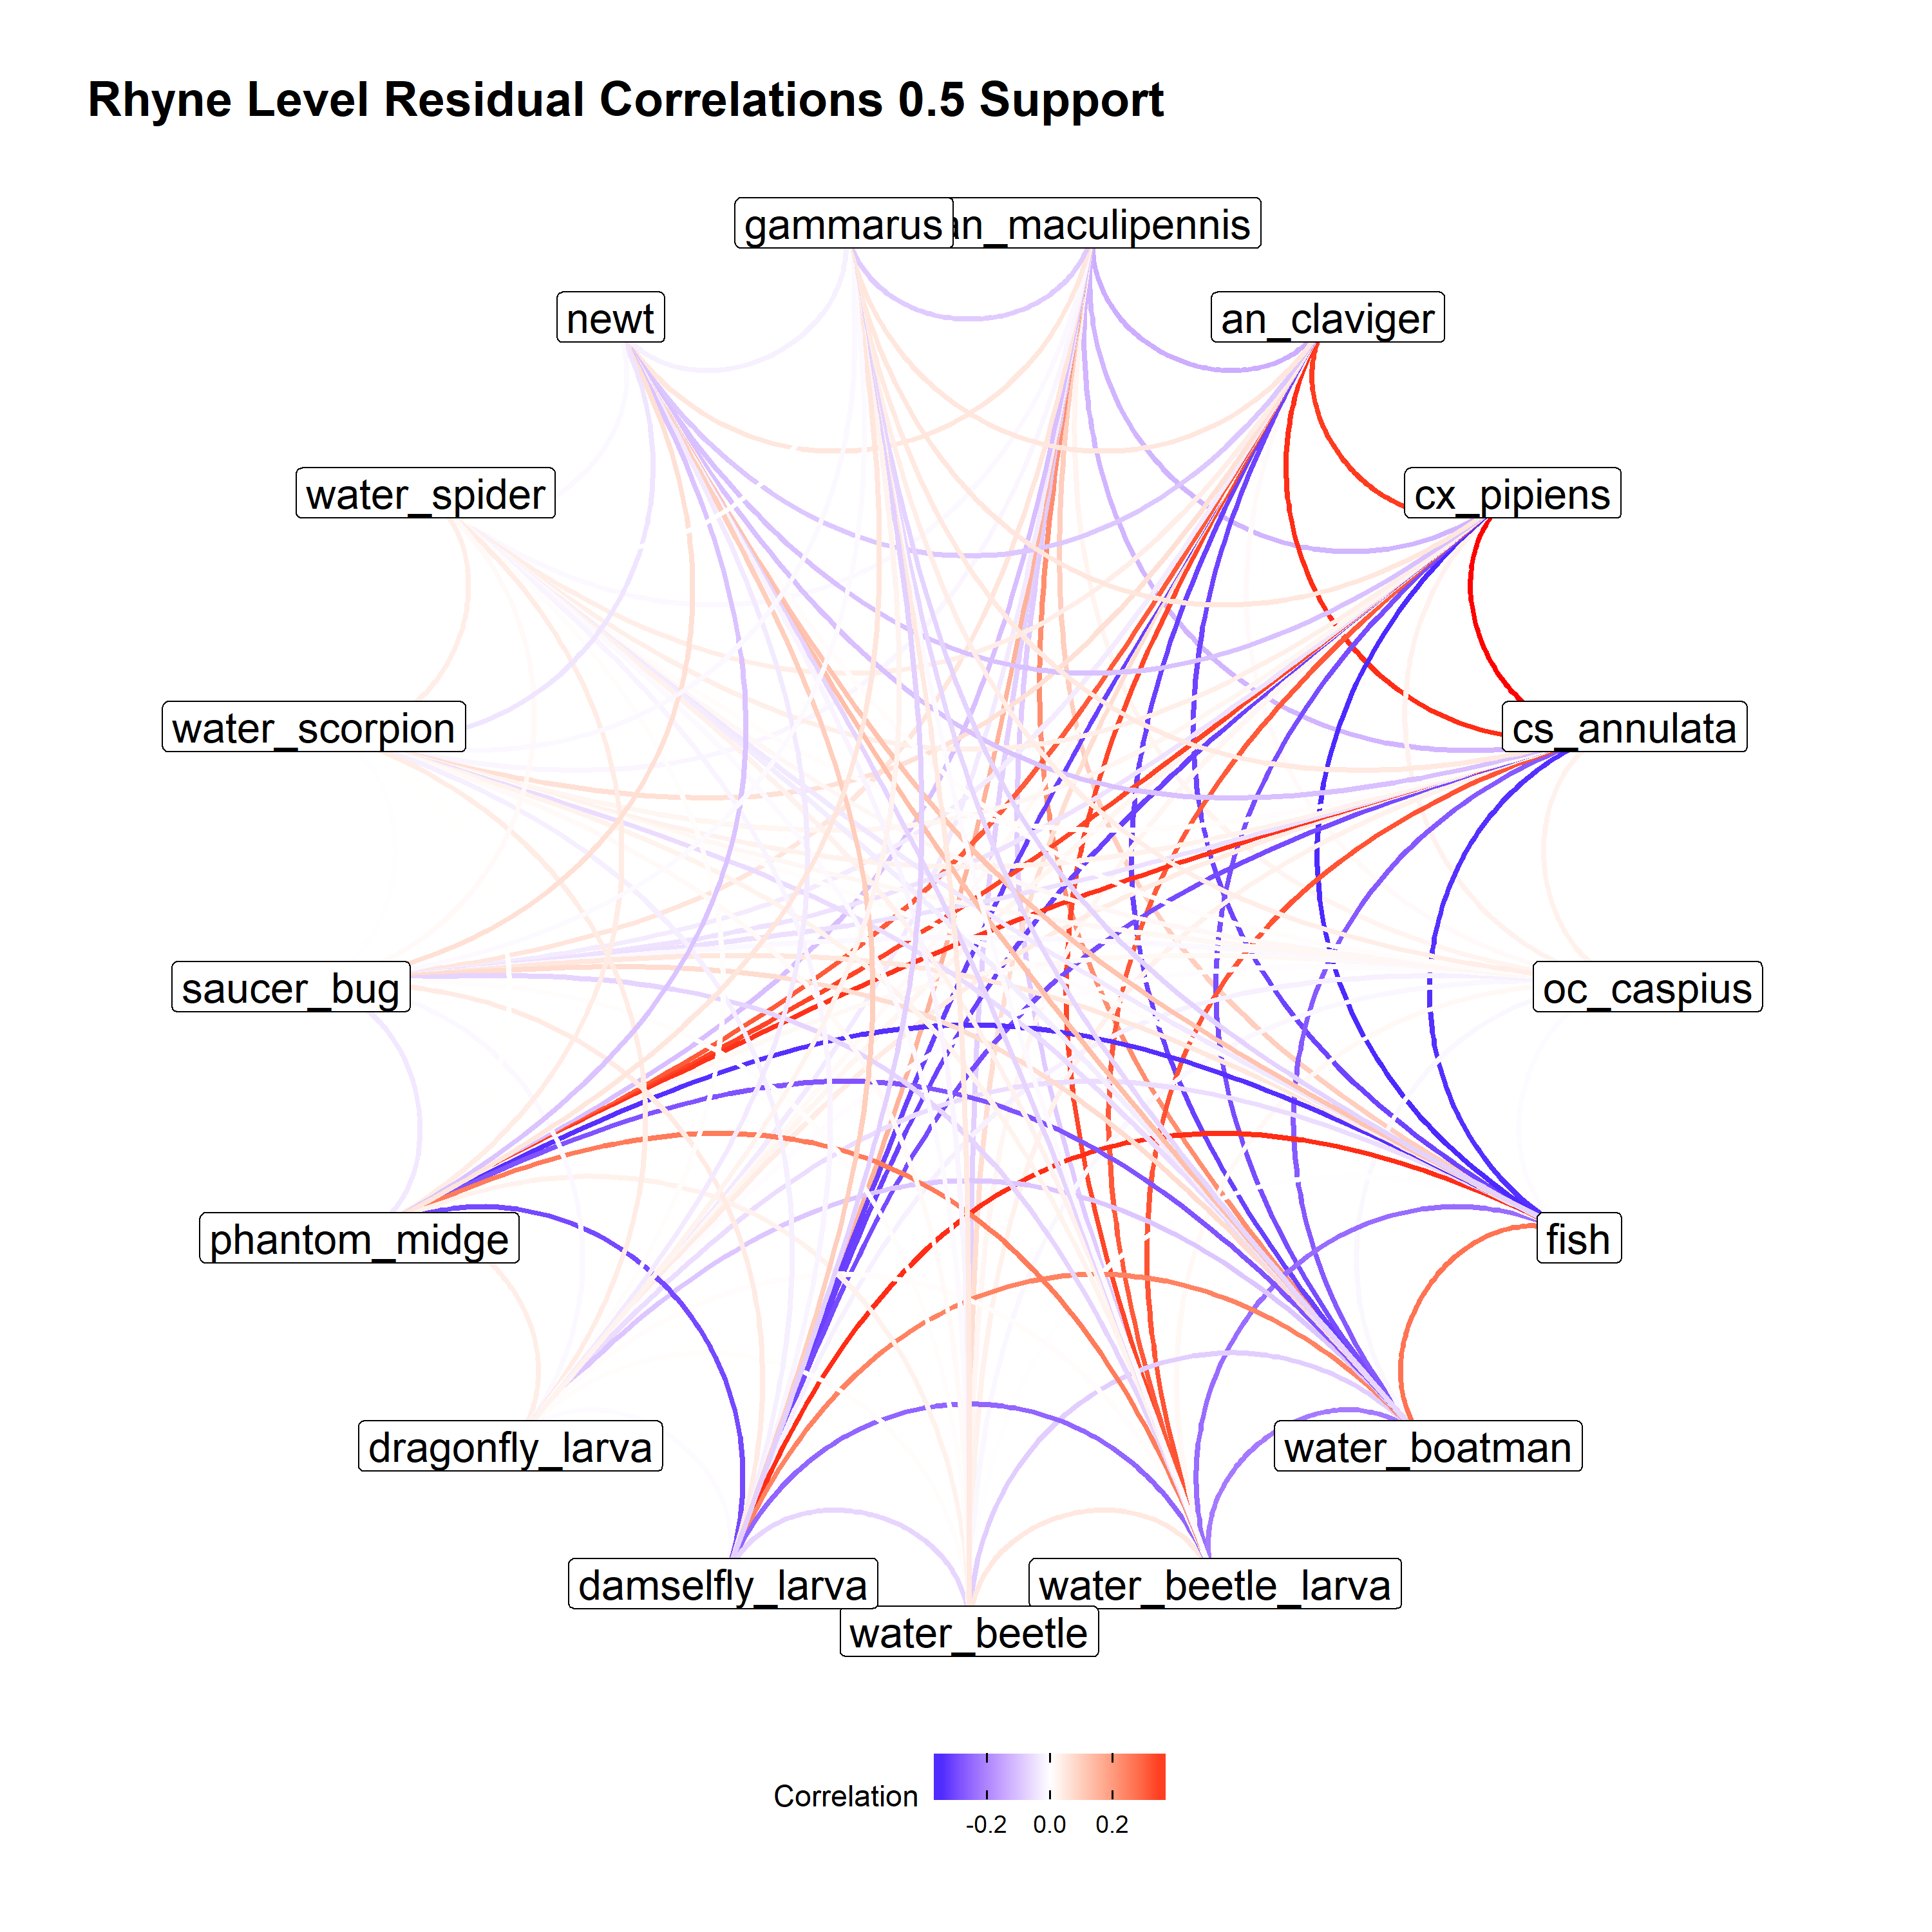 Rhyne Level Residual Correlations 0.5 Support
gammarus
an_maculipennis
newt
an_claviger
water_spider
cx_pipiens
water_scorpion
cs_annulata
saucer_bug
oc_caspius
phantom_midge
fish
dragonfly_larva
water_boatman
damselfly_larva
water_beetle_larva
water_beetle
Correlation
-0.2 0.0 0.2